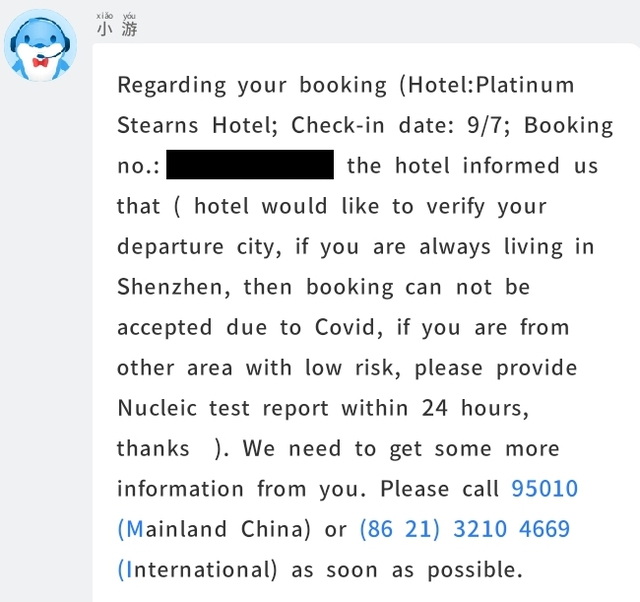 xiǎo yóu
小 游
Regarding your booking (Hotel:Platinum
Stearns Hotel; Check-in date: 9/7; Booking
no.: the hotel informed us
that ( hotel would like to verify your
departure city, if you are always living in
Shenzhen, then booking can not be
accepted due to Covid, if you are from
other area with low risk, please provide
Nucleic test report within 24 hours,
thanks ). We need to get some more
information from you. Please call 95010
(Mainland China) or (86 21) 3210 4669
(International) as soon as possible.